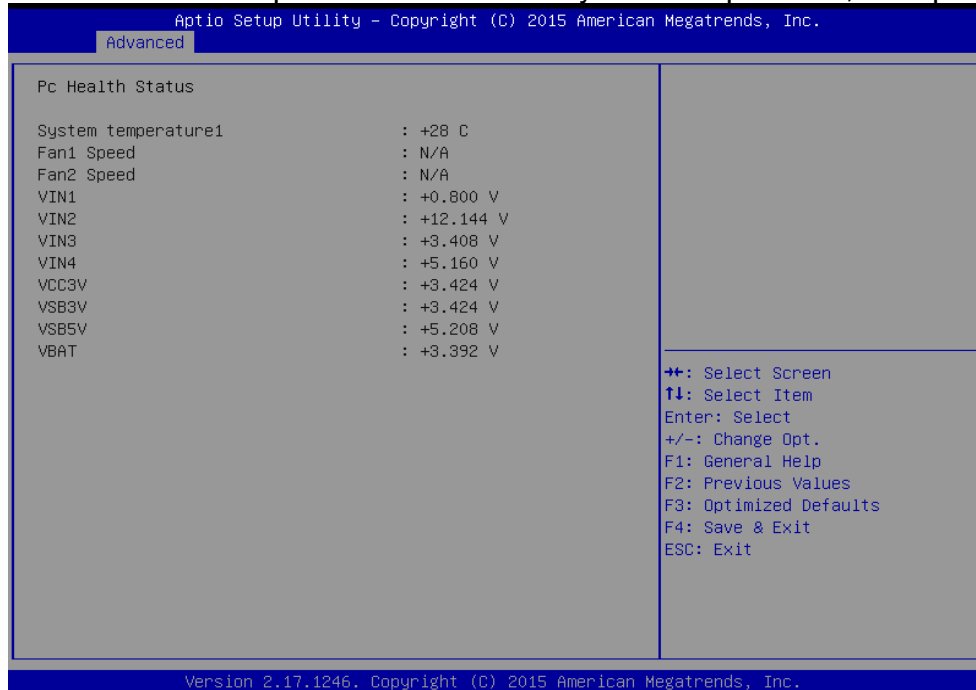 Aptio Setup Utility – Copyright (C) 2015 American Megatrends, Inc.
Advanced
Pc Health Status
System temperature1 : +28 C
Fan1 Speed : N/A
Fan2 Speed : N/A
VIN1 : +0.800 V
VIN2 : +12.144 V
VIN3 : +3.408 V
VIN4 : +5.160 V
VCC3V : +3.424 V
VSB3V : +3.424 V
VSB5V : +5.208 V
VBAT : +3.392 V
→←: Select Screen
↑↓: Select Item
Enter: Select
+/-: Change Opt.
F1: General Help
F2: Previous Values
F3: Optimized Defaults
F4: Save & Exit
ESC: Exit
Version 2.17.1246. Copyright (C) 2015 American Megatrends, Inc.